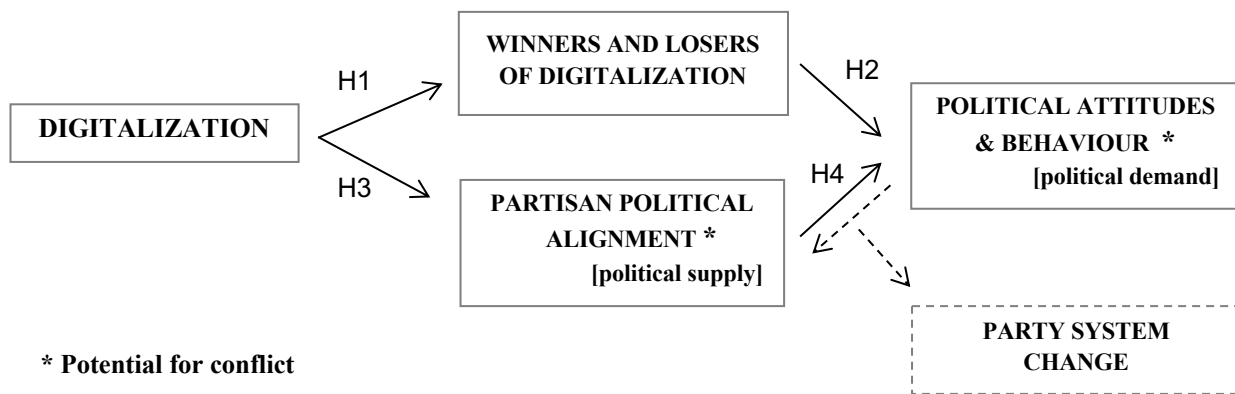 WINNERS AND LOSERS
OF DIGITALIZATION
H1
H2
DIGITALIZATION
POLITICAL ATTITUDES
& BEHAVIOUR *
[political demand]
H3
H4
PARTISAN POLITICAL
ALIGNMENT *
[political supply]
PARTY SYSTEM
CHANGE
* Potential for conflict